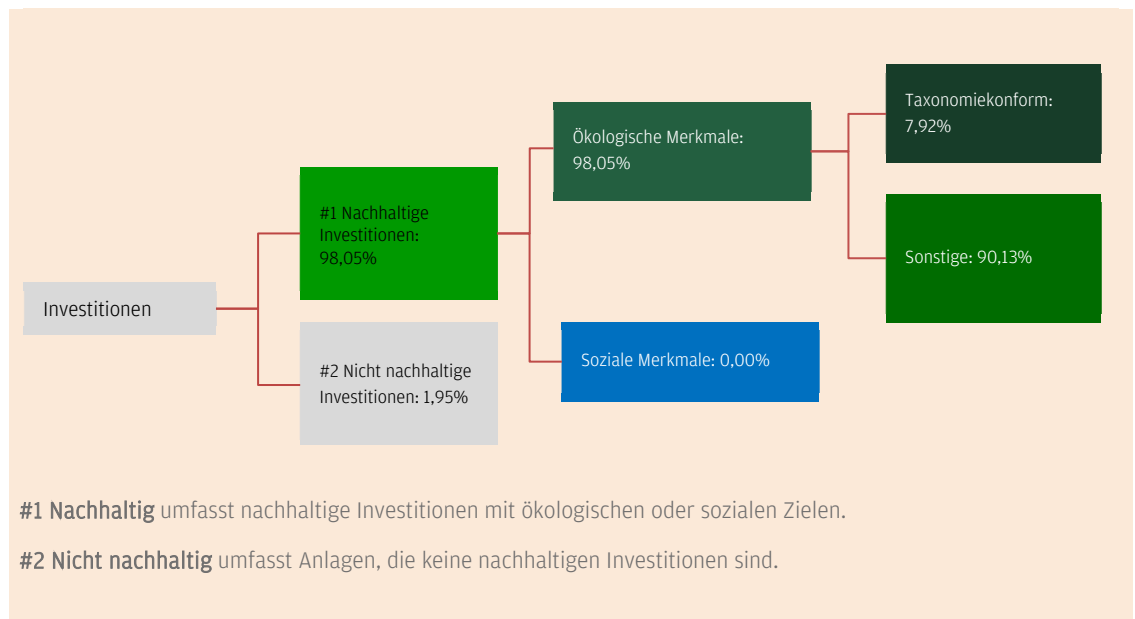 Investitionen
#1 Nachhaltige
Investitionen:
98,05%
#2 Nicht nachhaltige
Investitionen: 1,95%
Ökologische Merkmale:
98,05%
Soziale Merkmale: 0,00%
Taxonomiekonform:
7,92%
Sonstige: 90,13%
#1 Nachhaltig umfasst nachhaltige Investitionen mit ökologischen oder sozialen Zielen.
#2 Nicht nachhaltig umfasst Anlagen, die keine nachhaltigen Investitionen sind.